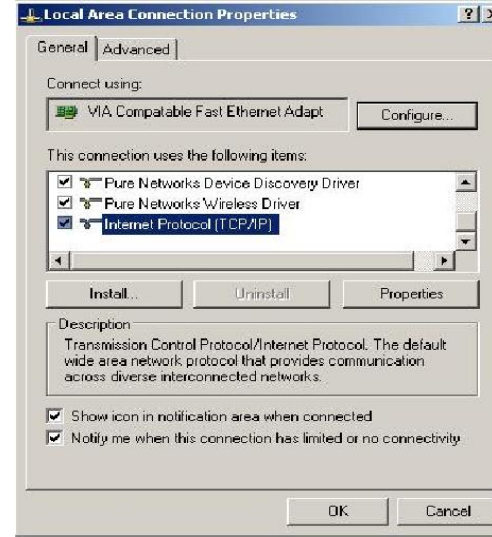 Local Area Connection Properties
General
Advanced
Connect using:
VIA Compatable Fast Ethernet Adapt
Configure...
This connection uses the following items:
Pure Networks Device Discovery Driver
Pure Networks Wireless Driver
Internet Protocol (TCP/IP)
Install...
Uninstall
Properties
Description
Transmission Control Protocol/Internet Protocol. The default
wide area network protocol that provides communication
across diverse interconnected networks.
Show icon in notification area when connected
Notify me when this connection has limited or no connectivity
OK
Cancel